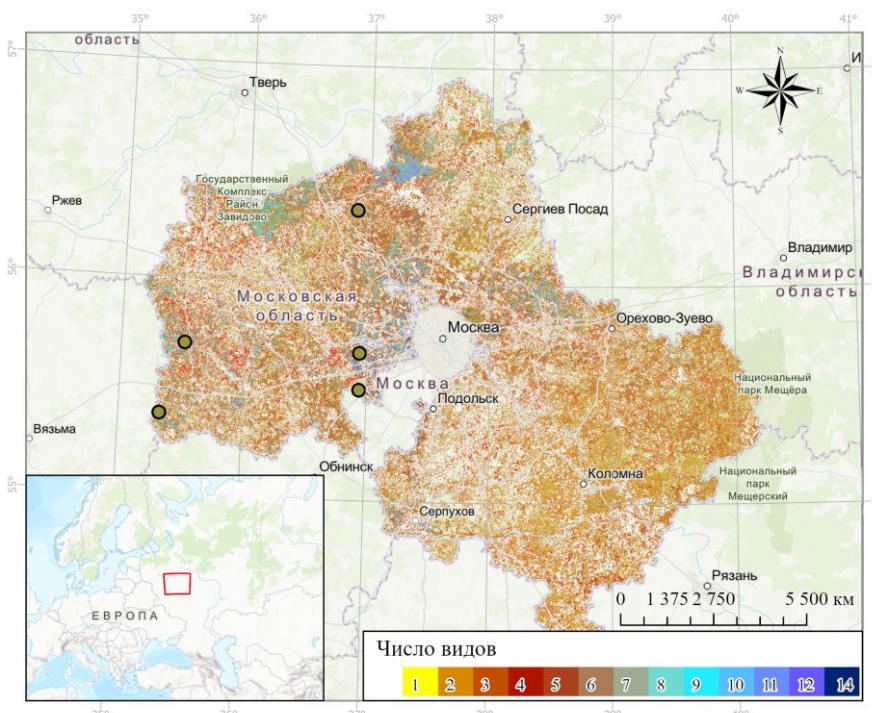 35° 36° 37° 38° 39° 40° 41°
57°
область
Тверь
N
W E
S
И
Государственный
Комплекс
Район
Завидово
Ржев
Сергиев Посад
56°
Владимир
Владимирск
область
Московская
область
Орехово-Зуево
Москва
Москва
Национальный
парк Мещёра
Подольск
Вязьма
Обнинск
Коломна
Национальный
парк
Мещерский
55°
Серпухов
Рязань
0 1 375 2 750 5 500 км
ЕВРОПА
Число видов
1 2 3 4 5 6 7 8 9 10 11 12 14